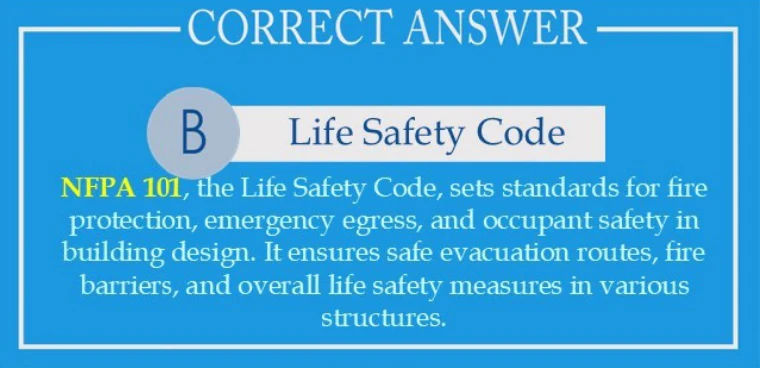 CORRECT ANSWER
B Life Safety Code
NFPA 101, the Life Safety Code, sets standards for fire
protection, emergency egress, and occupant safety in
building design. It ensures safe evacuation routes, fire
barriers, and overall life safety measures in various
structures.